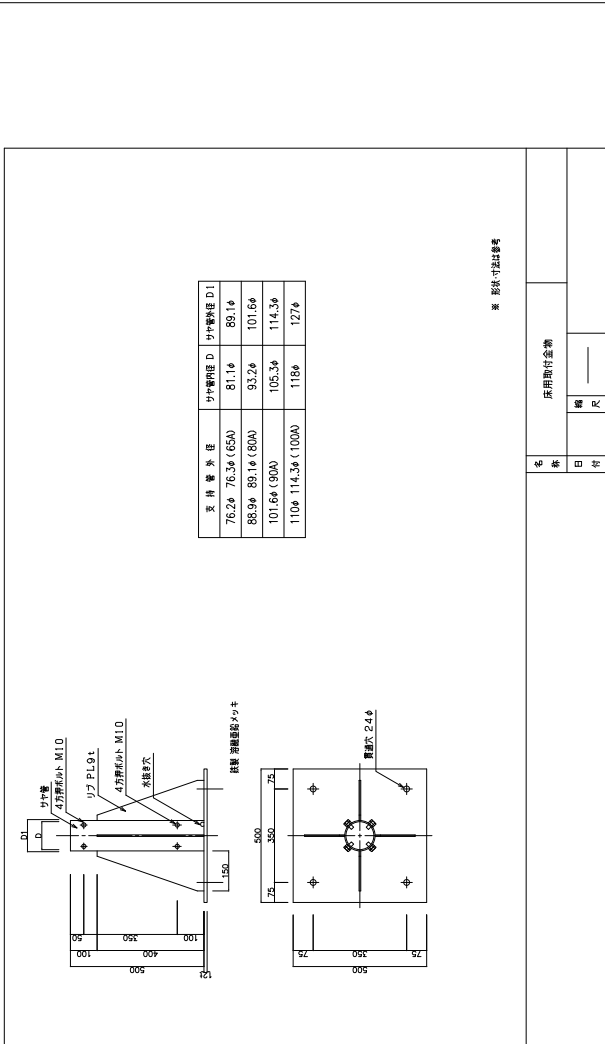 D1
D
サヤ管
4方押ボルト M10
リブ PL9t
4方押ボルト M10
水抜き穴
50
350
100
100
400
500
12t
150
鉄製 溶融亜鉛メッキ
500
75
350
75
貫通穴 24φ
75
350
75
500
支 持 管 外 径 サヤ管内径 D サヤ管外径 D1
76.2φ 76.3φ (65A) 81.1φ 89.1φ
88.9φ 89.1φ (80A) 93.2φ 101.6φ
101.6φ (90A) 105.3φ 114.3φ
110φ 114.3φ (100A) 118φ 127φ
※ 形状・寸法は参考
名称 床用取付金物
日付 縮尺